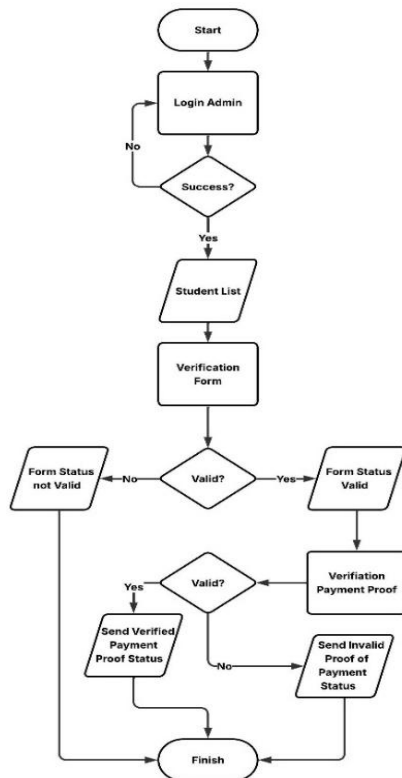 Start
Login Admin
No
Success?
Yes
Student List
Verification
Form
Form Status
not Valid
No
Valid?
Yes
Form Status
Valid
Yes
Valid?
Verifiation
Payment Proof
Send Verified
Payment
Proof Status
No
Send Invalid
Proof of
Payment
Status
Finish